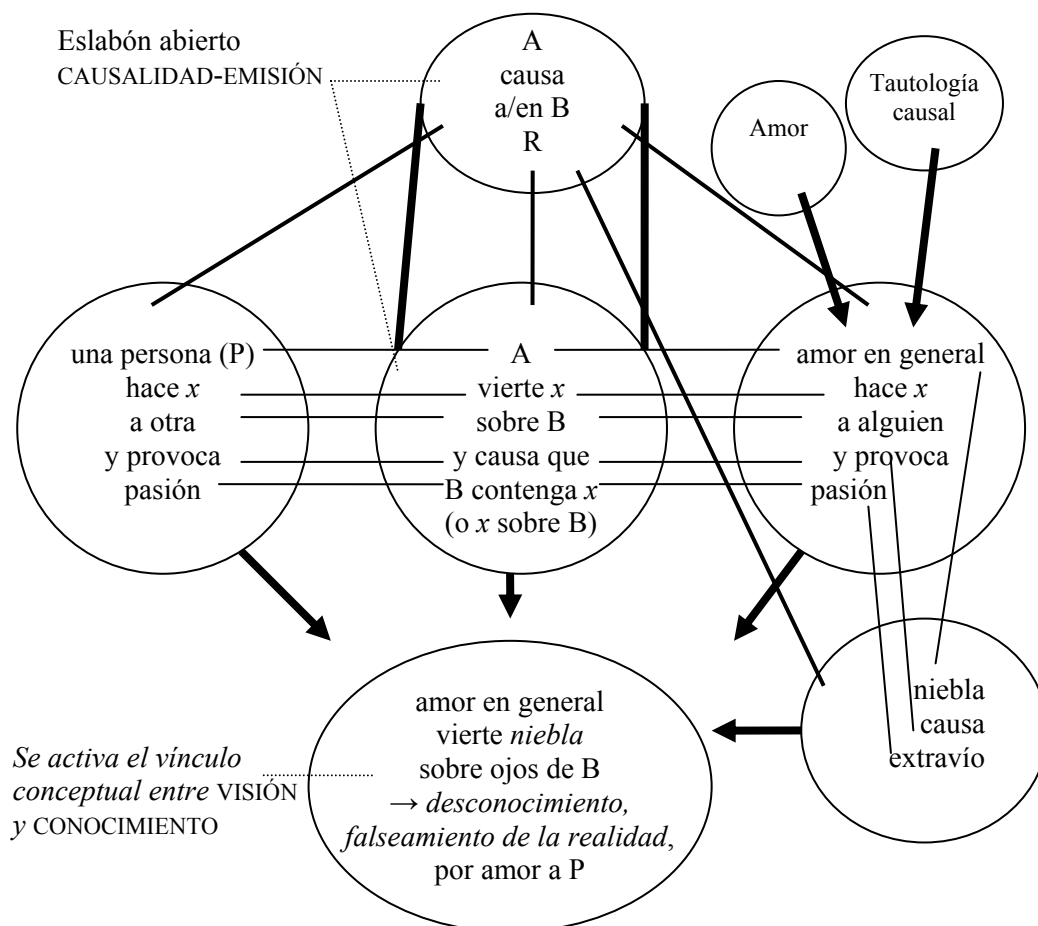 Eslabón abierto
CAUSALIDAD-EMISIÓN
A
causa
a/en B
R
Amor
Tautología
causal
una persona (P)
hace x
a otra
y provoca
pasión
A
vierte x
sobre B
y causa que
B contenga x
(o x sobre B)
amor en general
hace x
a alguien
y provoca
pasión
niebla
causa
extravío
amor en general
vierte niebla
sobre ojos de B
→ desconocimiento,
falseamiento de la realidad,
por amor a P
Se activa el vínculo
conceptual entre VISIÓN
y CONOCIMIENTO